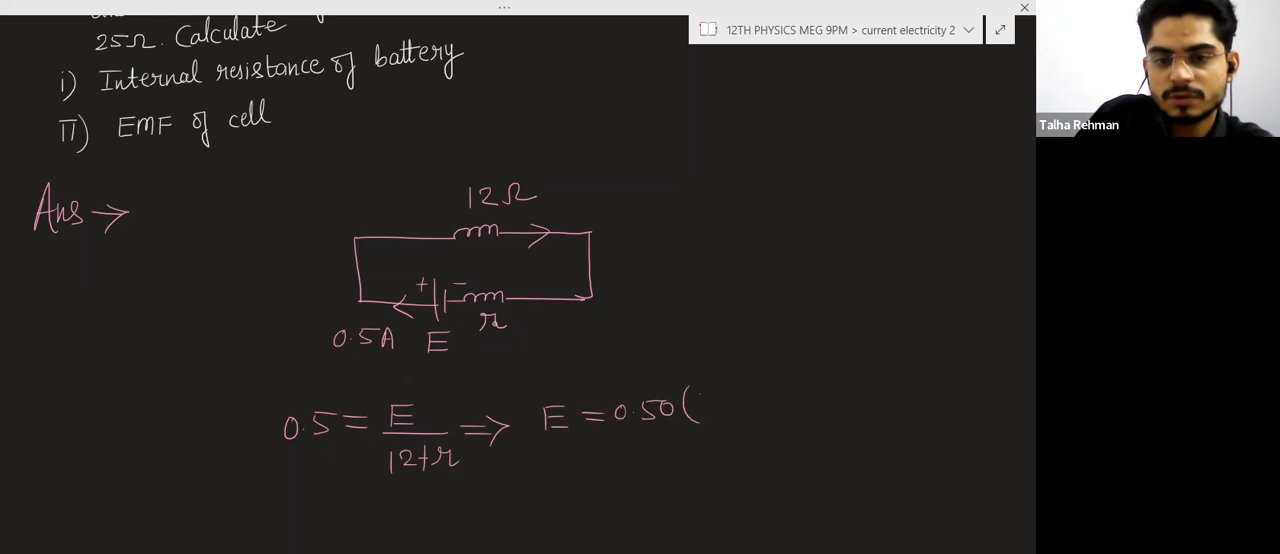 12TH PHYSICS MEG 9PM > current electricity 2
25Ω. Calculate
i) Internal resistance of battery
II) EMF of cell
Talha Rehman
Ans →
12Ω
+ -
r
0.5A E
0.5 = E / 12+r ⇒ E = 0.50(